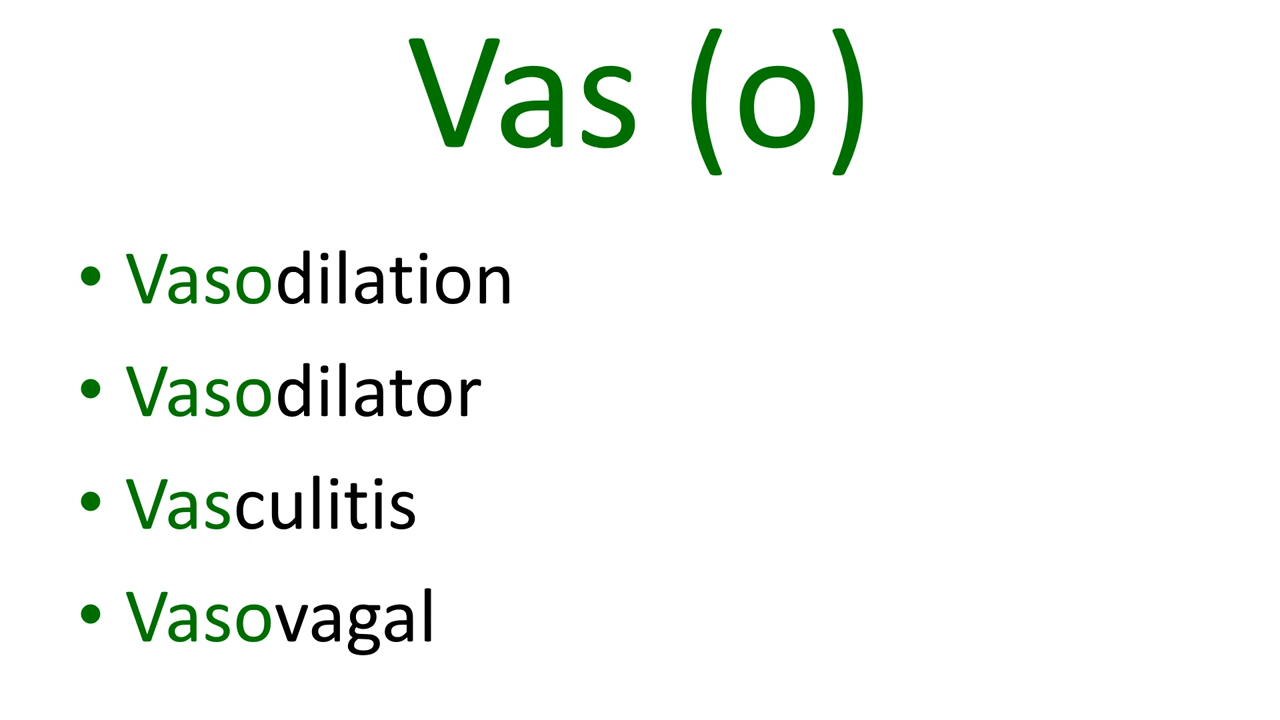 Vas (o)
• Vasodilation
• Vasodilator
• Vasculitis
• Vasovagal